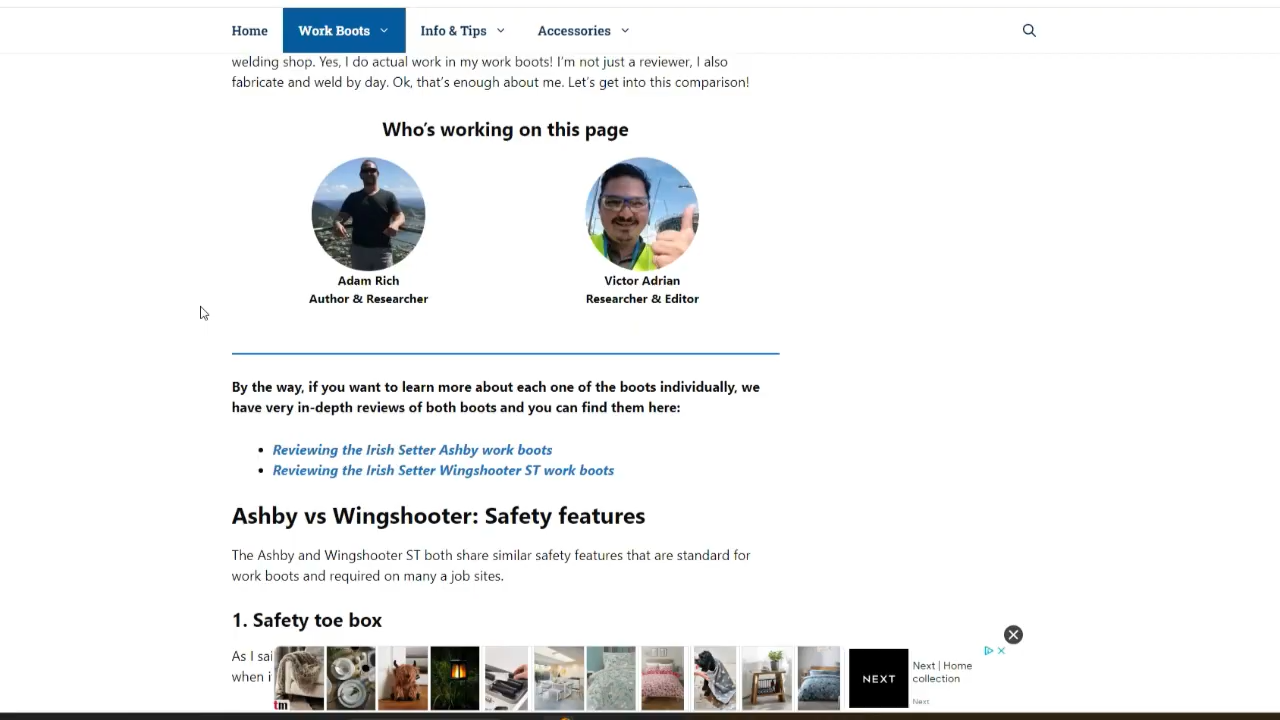 Home Work Boots Info & Tips Accessories
welding shop. Yes, I do actual work in my work boots! I'm not just a reviewer, I also
fabricate and weld by day. Ok, that's enough about me. Let's get into this comparison!
Who's working on this page
Adam Rich
Author & Researcher
Victor Adrian
Researcher & Editor
By the way, if you want to learn more about each one of the boots individually, we
have very in-depth reviews of both boots and you can find them here:
• Reviewing the Irish Setter Ashby work boots
• Reviewing the Irish Setter Wingshooter ST work boots
Ashby vs Wingshooter: Safety features
The Ashby and Wingshooter ST both share similar safety features that are standard for
work boots and required on many a job sites.
1. Safety toe box
As I sai
when i
tm
NEXT
Next | Home
collection
Next